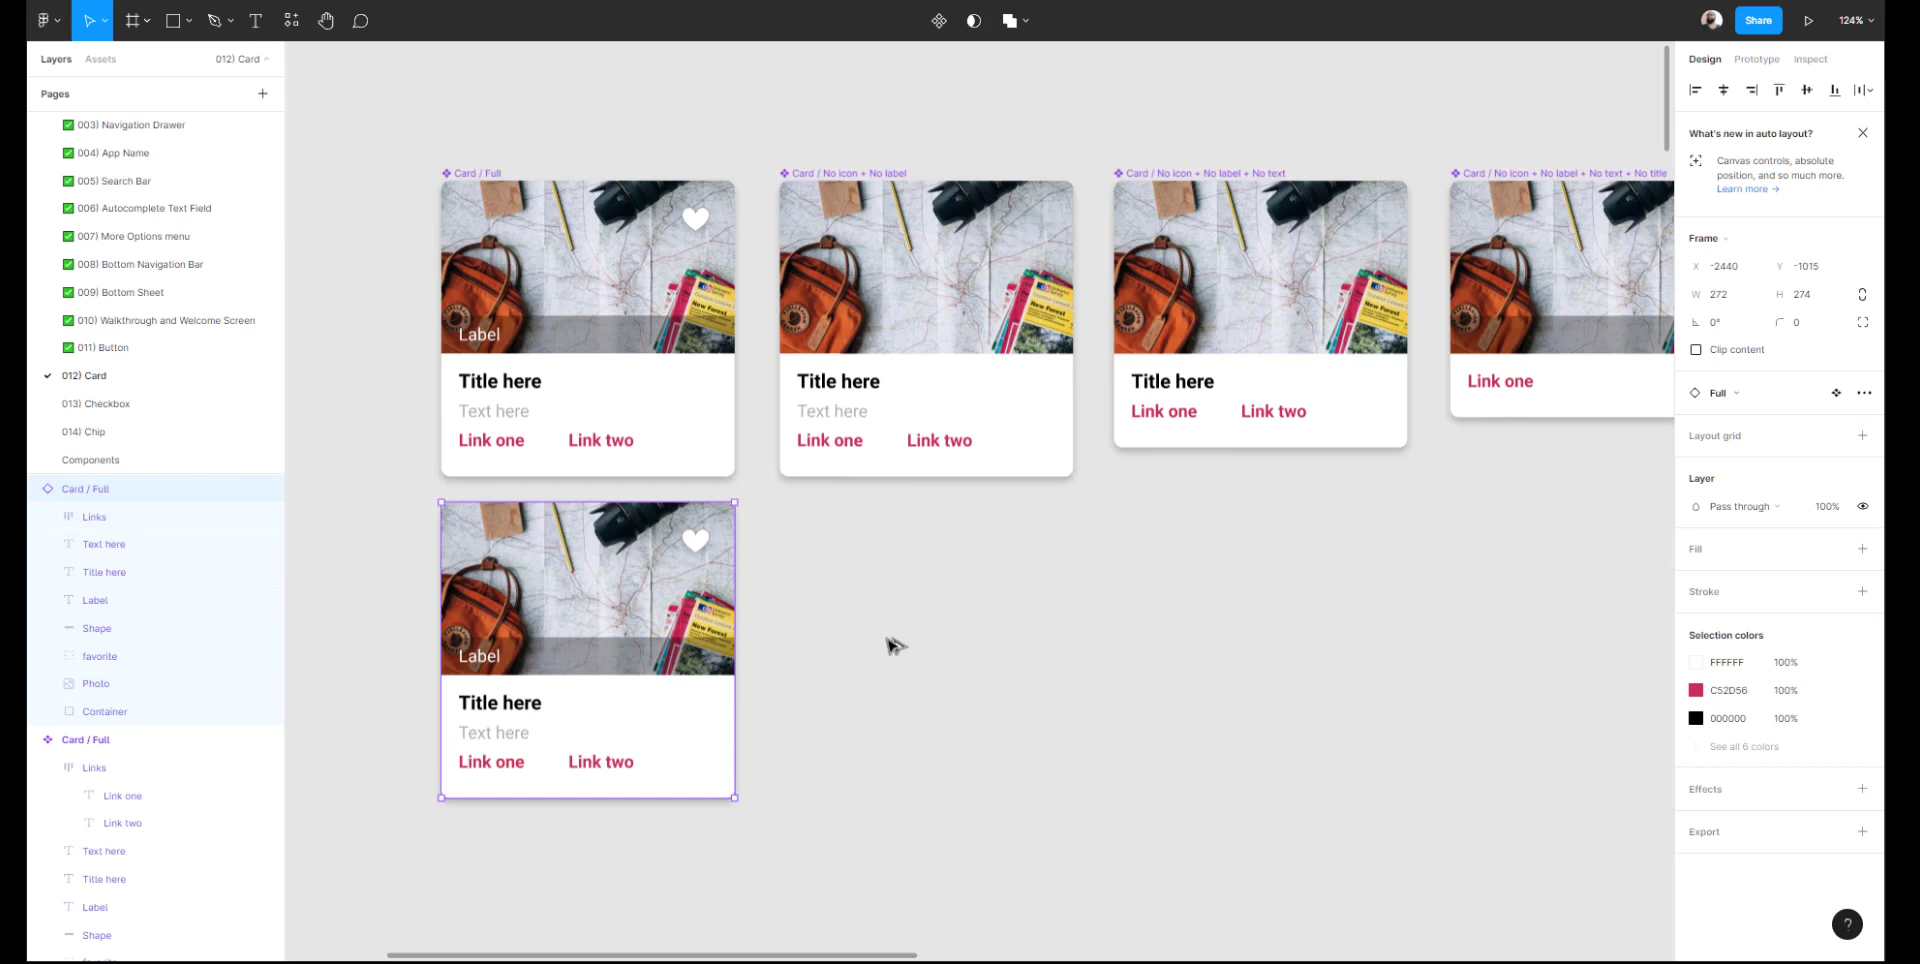 Share
124%
Layers
Assets
012) Card
Design
Prototype
Inspect
Pages
003) Navigation Drawer
004) App Name
005) Search Bar
006) Autocomplete Text Field
007) More Options menu
008) Bottom Navigation Bar
009) Bottom Sheet
010) Walkthrough and Welcome Screen
011) Button
012) Card
013) Checkbox
014) Chip
Components
Card / Full
Links
Text here
Title here
Label
Shape
favorite
Photo
Container
Card / Full
Links
Link one
Link two
Text here
Title here
Label
Shape
Card / Full
Label
Title here
Text here
Link one Link two
Card / No icon + No label
Title here
Text here
Link one Link two
Card / No icon + No label + No text
Title here
Link one Link two
Card / No icon + No label + No text + No title
Link one
New Forest
Label
Title here
Text here
Link one Link two
What's new in auto layout?
Canvas controls, absolute
position, and so much more.
Learn more →
Frame
X -2440 Y -1015
W 272 H 274
0° 0
Clip content
Full
Layout grid
Layer
Pass through 100%
Fill
Stroke
Selection colors
FFFFFF 100%
C52D56 100%
000000 100%
See all 6 colors
Effects
Export
?